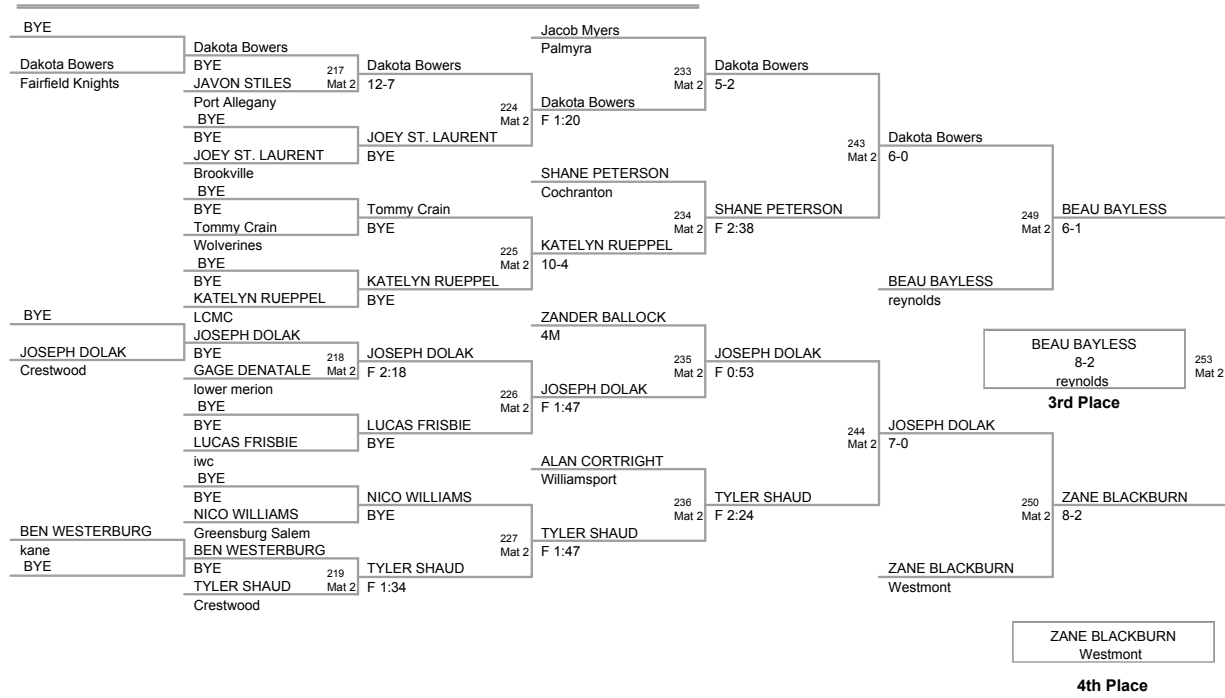 BYE
Dakota Bowers
Fairfield Knights
BYE
JOSEPH DOLAK
Crestwood
BEN WESTERBURG
kane
BYE
Dakota Bowers
BYE
JAVON STILES
217
Mat 2
Port Allegany
BYE
BYE
JOEY ST. LAURENT
Brookville
BYE
BYE
Tommy Crain
Wolverines
BYE
BYE
KATELYN RUEPPEL
LCMC
JOSEPH DOLAK
BYE
GAGE DENATALE
218
Mat 2
lower merion
BYE
BYE
LUCAS FRISBIE
iwc
BYE
BYE
NICO WILLIAMS
Greensburg Salem
BEN WESTERBURG
BYE
TYLER SHAUD
219
Mat 2
Crestwood
Dakota Bowers
12-7
224
Mat 2
JOEY ST. LAURENT
BYE
Tommy Crain
BYE
225
Mat 2
KATELYN RUEPPEL
BYE
JOSEPH DOLAK
F 2:18
226
Mat 2
LUCAS FRISBIE
BYE
NICO WILLIAMS
BYE
227
Mat 2
TYLER SHAUD
F 1:34
Jacob Myers
Palmyra
233
Mat 2
Dakota Bowers
F 1:20
SHANE PETERSON
Cochranton
234
Mat 2
KATELYN RUEPPEL
10-4
ZANDER BALLOCK
4M
235
Mat 2
JOSEPH DOLAK
F 1:47
ALAN CORTRIGHT
Williamsport
236
Mat 2
TYLER SHAUD
F 1:47
Dakota Bowers
5-2
243
Mat 2
SHANE PETERSON
F 2:38
JOSEPH DOLAK
F 0:53
244
Mat 2
TYLER SHAUD
F 2:24
Dakota Bowers
6-0
249
Mat 2
BEAU BAYLESS
reynolds
JOSEPH DOLAK
7-0
250
Mat 2
ZANE BLACKBURN
Westmont
BEAU BAYLESS
6-1
BEAU BAYLESS
8-2
reynolds
253
Mat 2
3rd Place
ZANE BLACKBURN
8-2
ZANE BLACKBURN
Westmont
4th Place